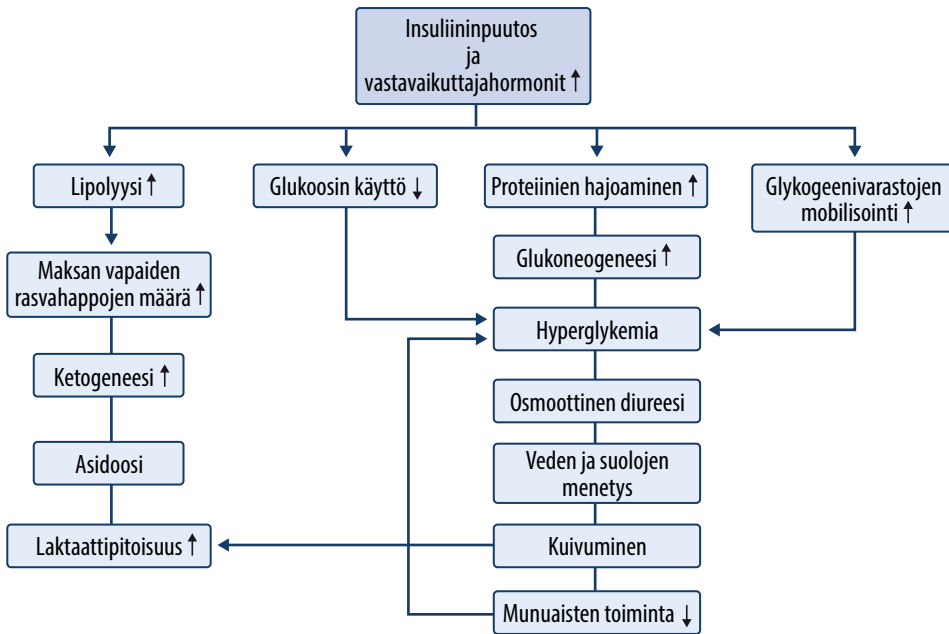 Insuliininpuutos
ja
vastavaikuttajahormonit ↑
Lipolyysi ↑
Glukoosin käyttö ↓
Proteiinien hajoaminen ↑
Glykogeenivarastojen
mobilisointi ↑
Maksan vapaiden
rasvahappojen määrä ↑
Glukoneogeneesi ↑
Hyperglykemia
Ketogeneesi ↑
Osmoottinen diureesi
Asidoosi
Veden ja suolojen
menetys
Laktaattipitoisuus ↑
Kuivuminen
Munuaisten toiminta ↓